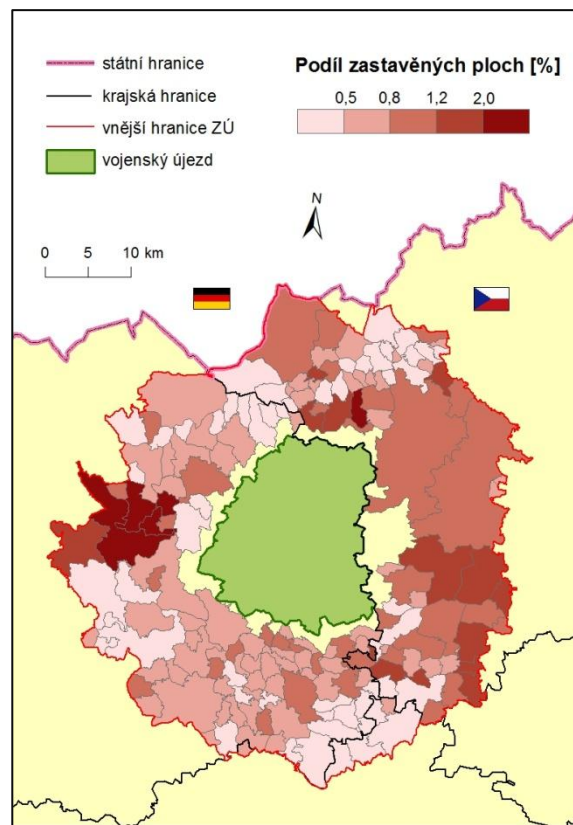 státní hranice
krajská hranice
vnější hranice ZÚ
vojenský újezd
Podíl zastavěných ploch [%]
0,5 0,8 1,2 2,0
N
0 5 10 km